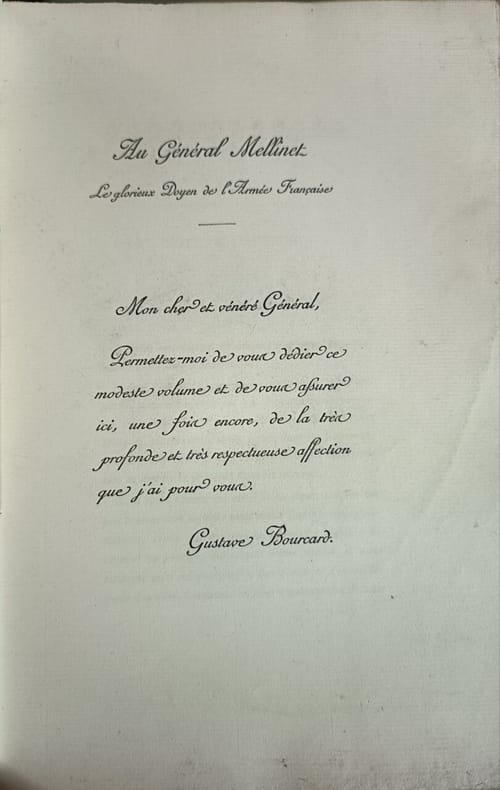 Au Général Mellinet
Le glorieux Doyen de l'Armée Française
Mon cher et vénéré Général,
Permettez-moi de vous dédier ce
modeste volume et de vous assurer
ici, une fois encore, de la très
profonde et très respectueuse affection
que j'ai pour vous.
Gustave Bourcard.